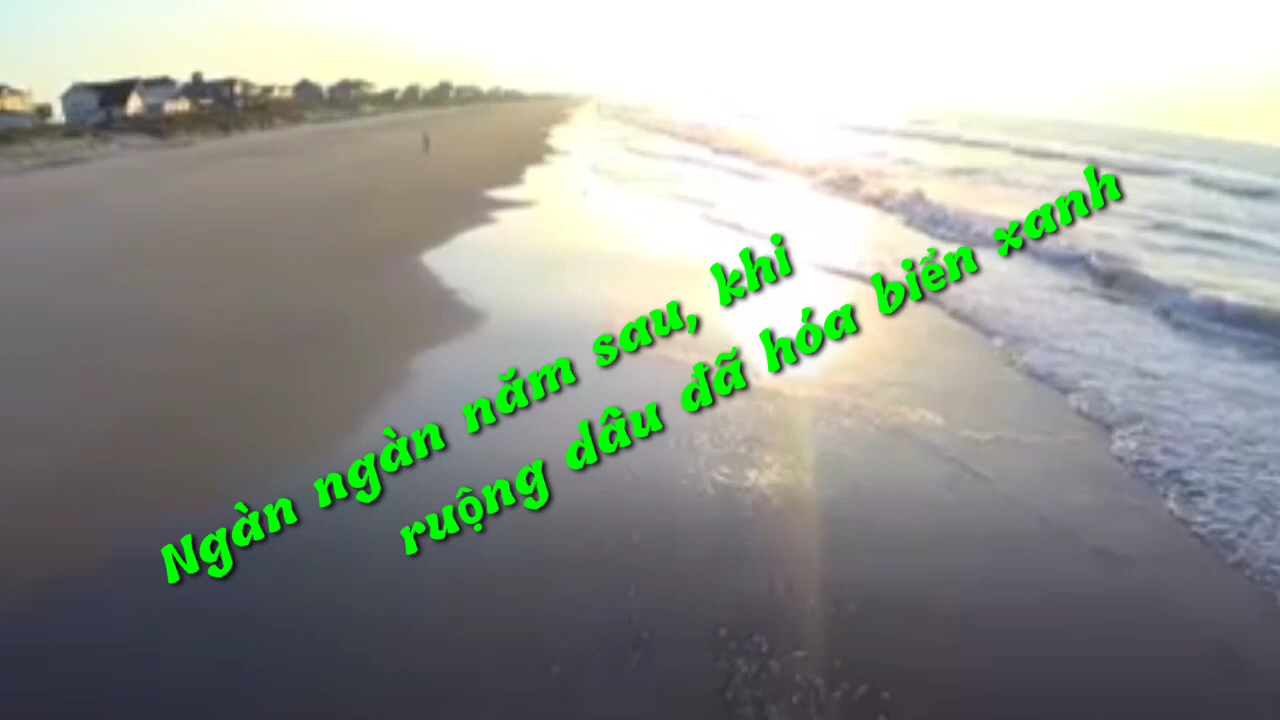 Ngàn ngàn năm sau, khi
ruộng dâu đã hóa biển xanh